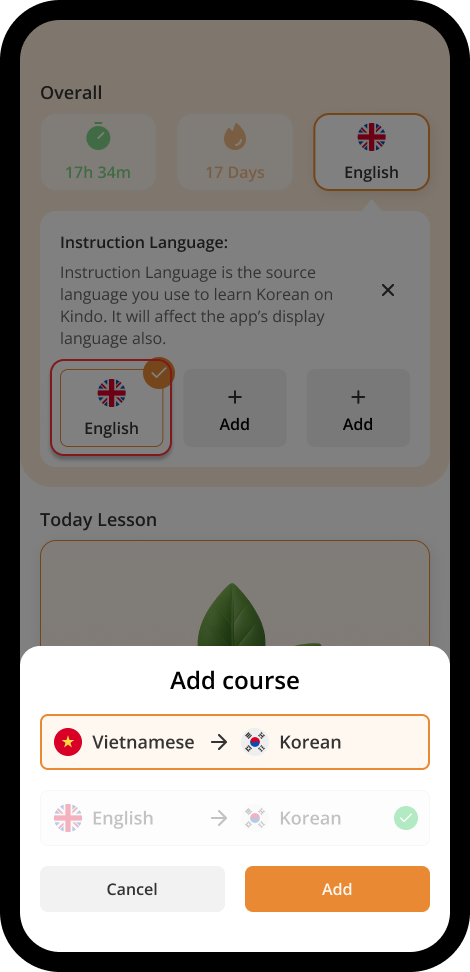 Overall
17h 34m
17 Days
English
Instruction Language:
Instruction Language is the source
language you use to learn Korean on
Kindo. It will affect the app’s display
language also.
English
Add
Add
Today Lesson
Add course
Vietnamese → Korean
English → Korean
Cancel
Add